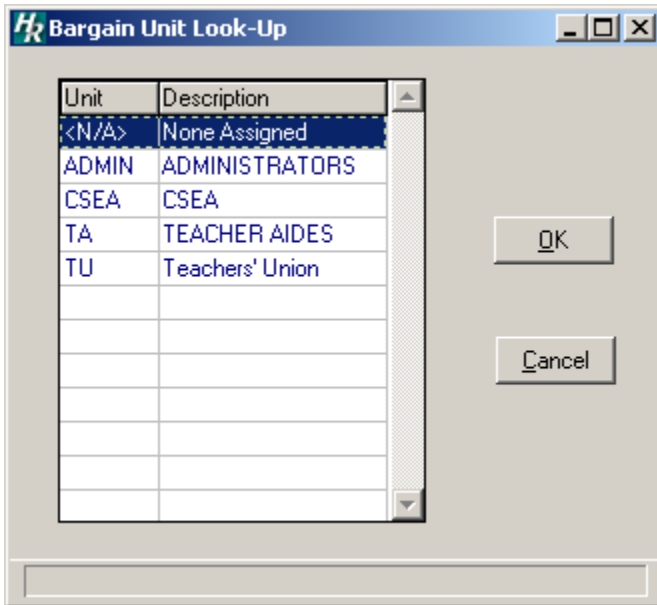 HR Bargain Unit Look-Up
Unit Description
<N/A> None Assigned
ADMIN ADMINISTRATORS
CSEA CSEA
TA TEACHER AIDES
TU Teachers' Union
OK
Cancel